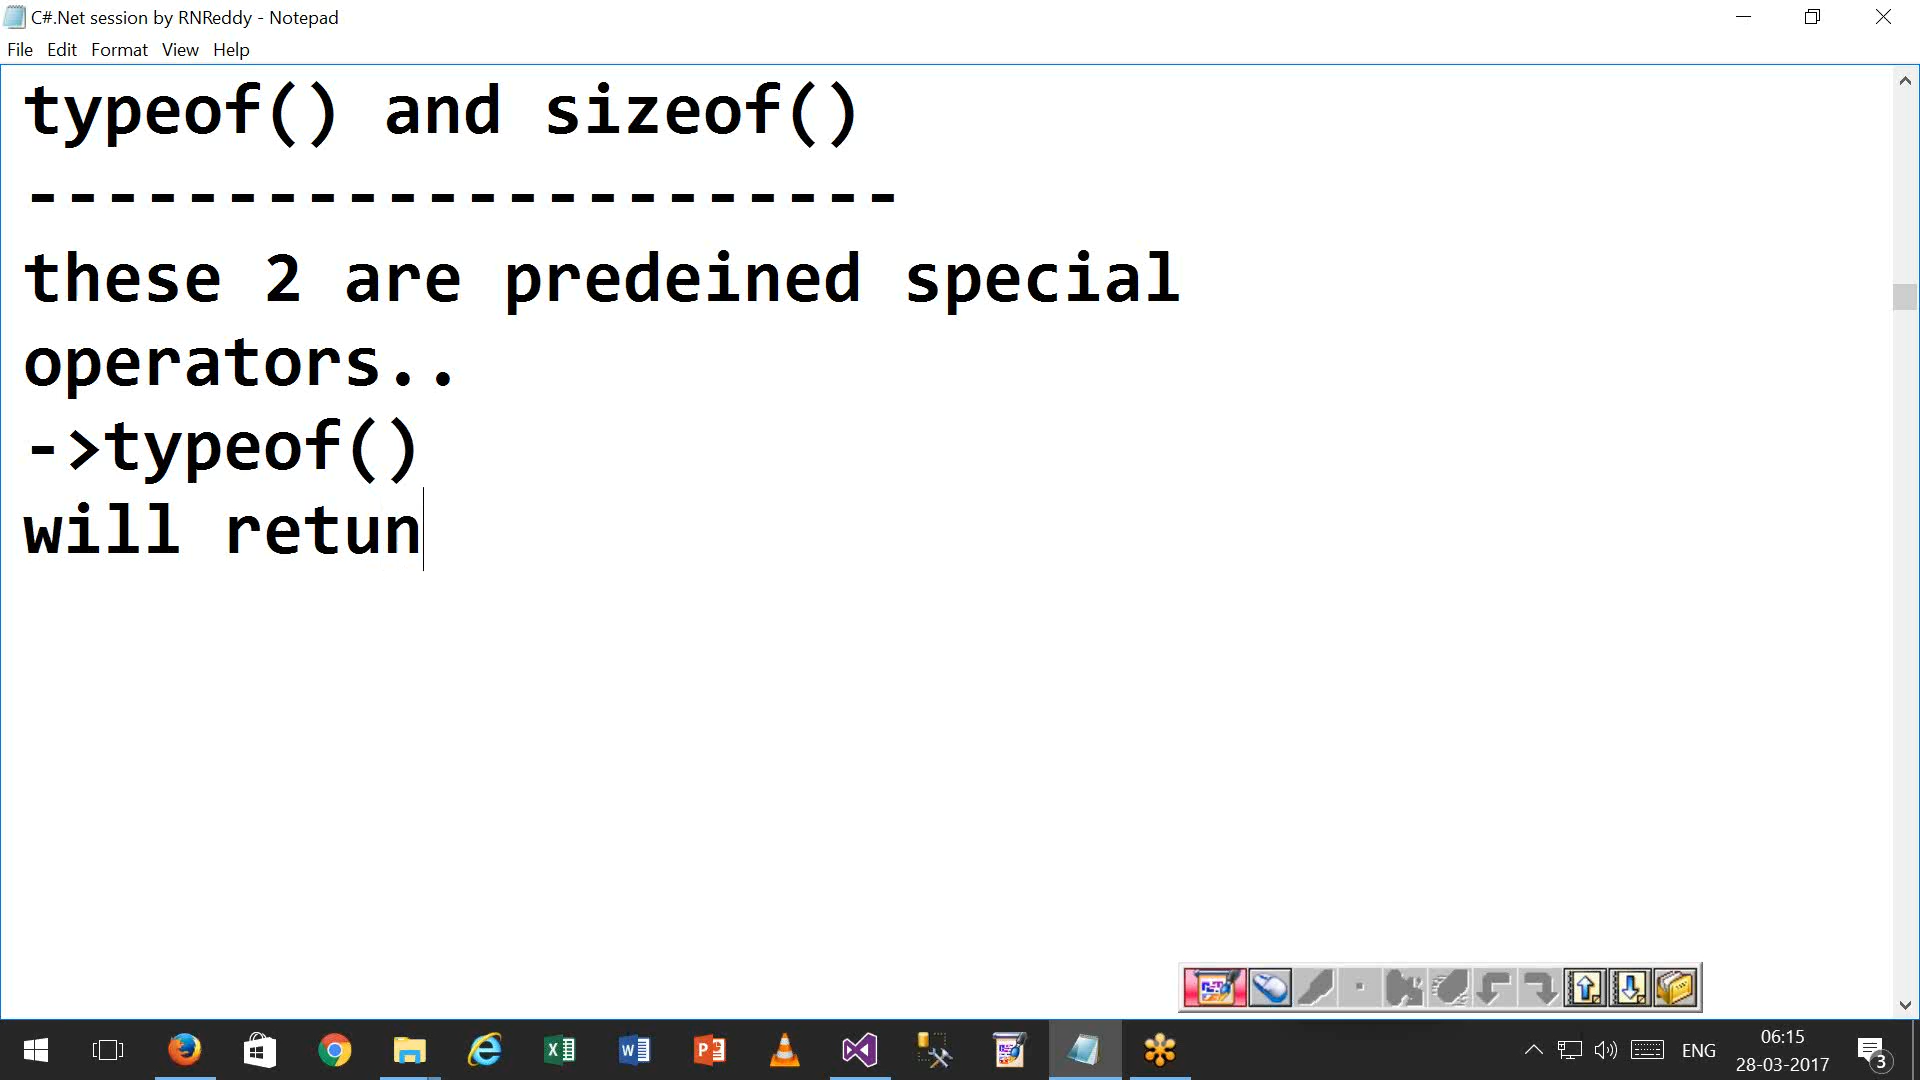 C#.Net session by RNReddy - Notepad
File Edit Format View Help
typeof() and sizeof()
----------------------
these 2 are predeined special
operators..
->typeof()
will retun
ENG
06:15
28-03-2017
3